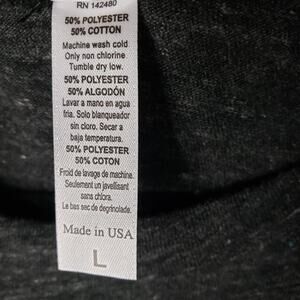 RN 142480
50% POLYESTER
50% COTTON
Machine wash cold
Only non chlorine
Tumble dry low.
50% POLYESTER
50% ALGODÓN
Lavar a mano en agua
fria. Solo blanqueador
sin cloro. Secar a
baja temperatura.
50% POLYESTER
50% COTON
Froid de lavage de machine.
Seulement un javellisant
sans chlora.
Le bas sec de degrinolade.
Made in USA
L